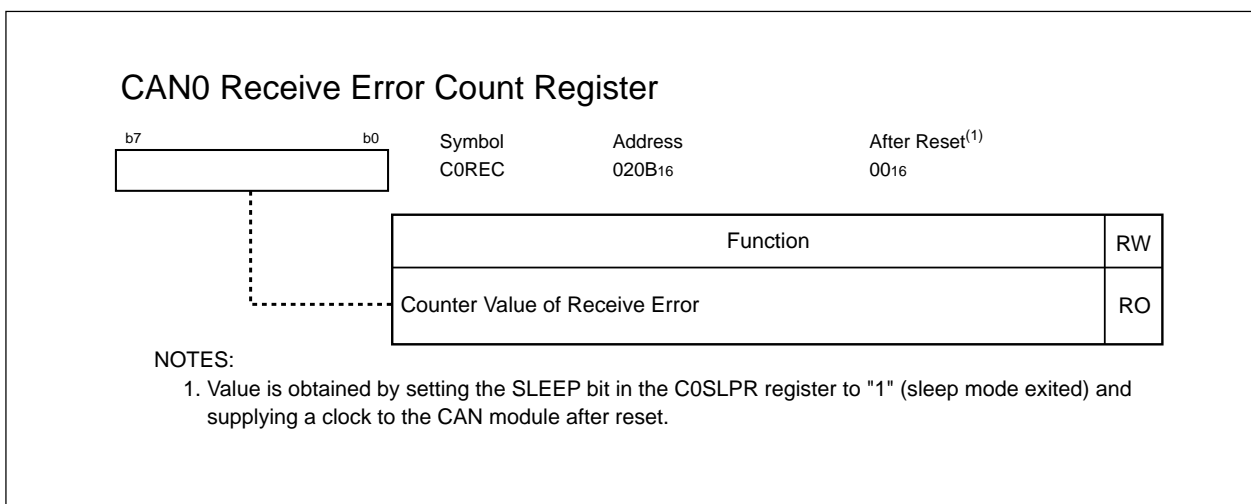 CAN0 Receive Error Count Register
b7 b0 Symbol Address After Reset(1)
C0REC 020B16 0016
Function RW
Counter Value of Receive Error RO
NOTES:
1. Value is obtained by setting the SLEEP bit in the C0SLPR register to "1" (sleep mode exited) and
supplying a clock to the CAN module after reset.